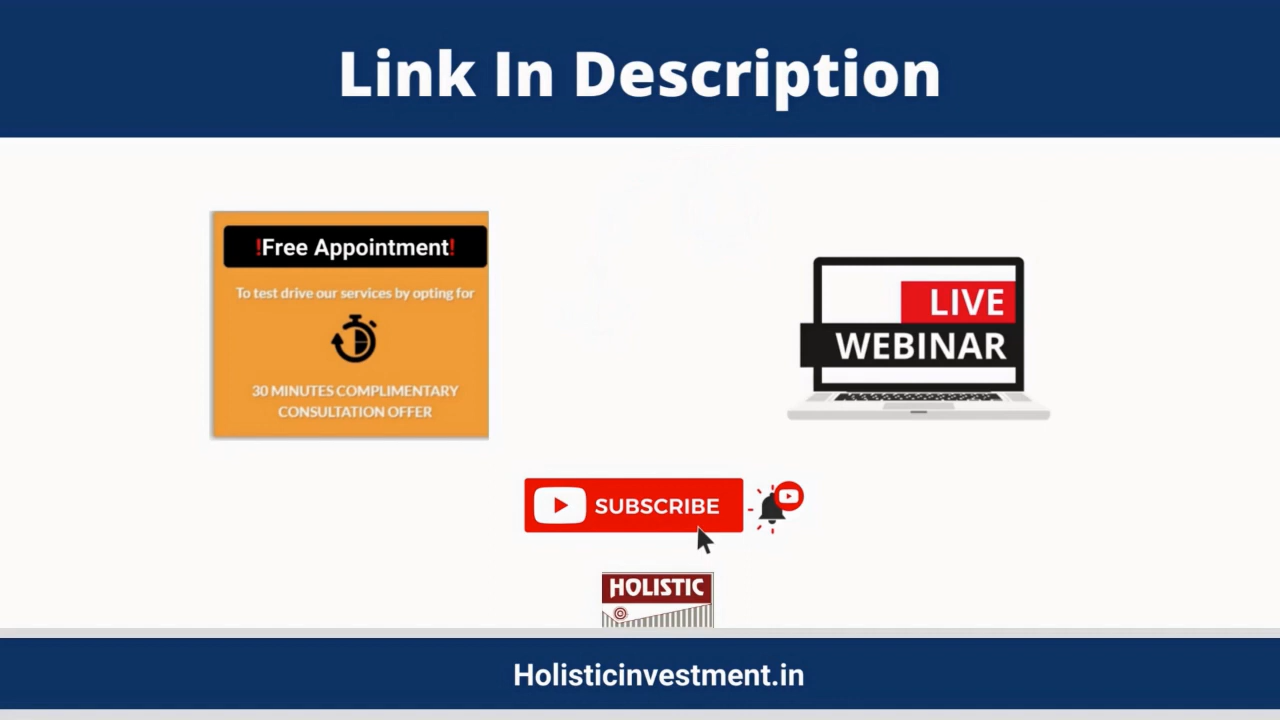 Link In Description
!Free Appointment!
To test drive our services by opting for
30 MINUTES COMPLIMENTARY
CONSULTATION OFFER
LIVE
WEBINAR
SUBSCRIBE
HOLISTIC
Holisticinvestment.in